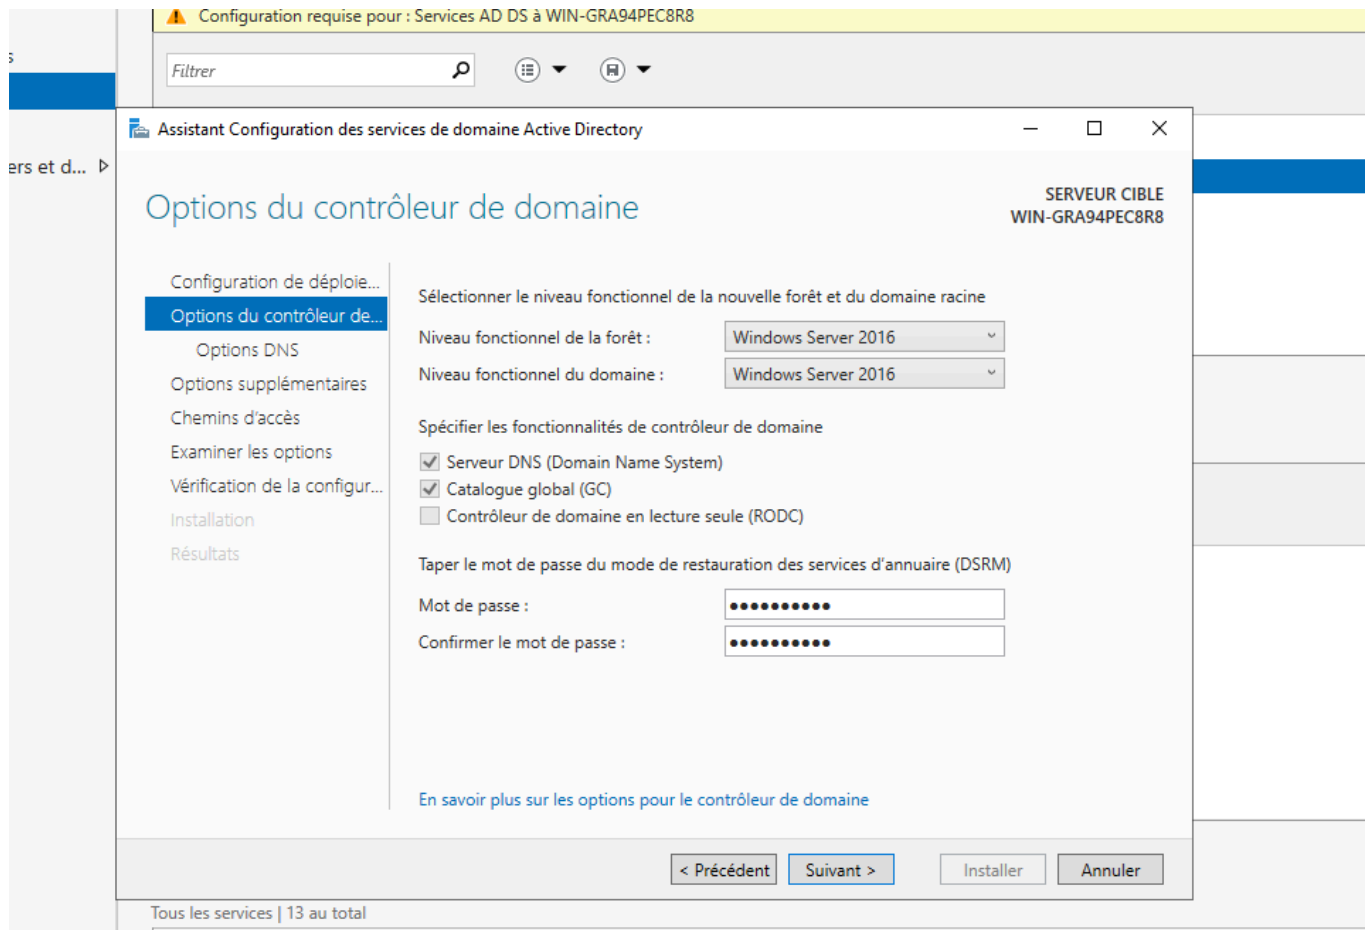 Configuration requise pour : Services AD DS à WIN-GRA94PEC8R8
Filtrer
ers et d...
Assistant Configuration des services de domaine Active Directory
Options du contrôleur de domaine
SERVEUR CIBLE
WIN-GRA94PEC8R8
Configuration de déploie...
Options du contrôleur de...
Options DNS
Options supplémentaires
Chemins d'accès
Examiner les options
Vérification de la configur...
Installation
Résultats
Sélectionner le niveau fonctionnel de la nouvelle forêt et du domaine racine
Niveau fonctionnel de la forêt : Windows Server 2016
Niveau fonctionnel du domaine : Windows Server 2016
Spécifier les fonctionnalités de contrôleur de domaine
Serveur DNS (Domain Name System)
Catalogue global (GC)
Contrôleur de domaine en lecture seule (RODC)
Taper le mot de passe du mode de restauration des services d'annuaire (DSRM)
Mot de passe : ●●●●●●●●●●
Confirmer le mot de passe : ●●●●●●●●●●
En savoir plus sur les options pour le contrôleur de domaine
< Précédent Suivant > Installer Annuler
Tous les services | 13 au total